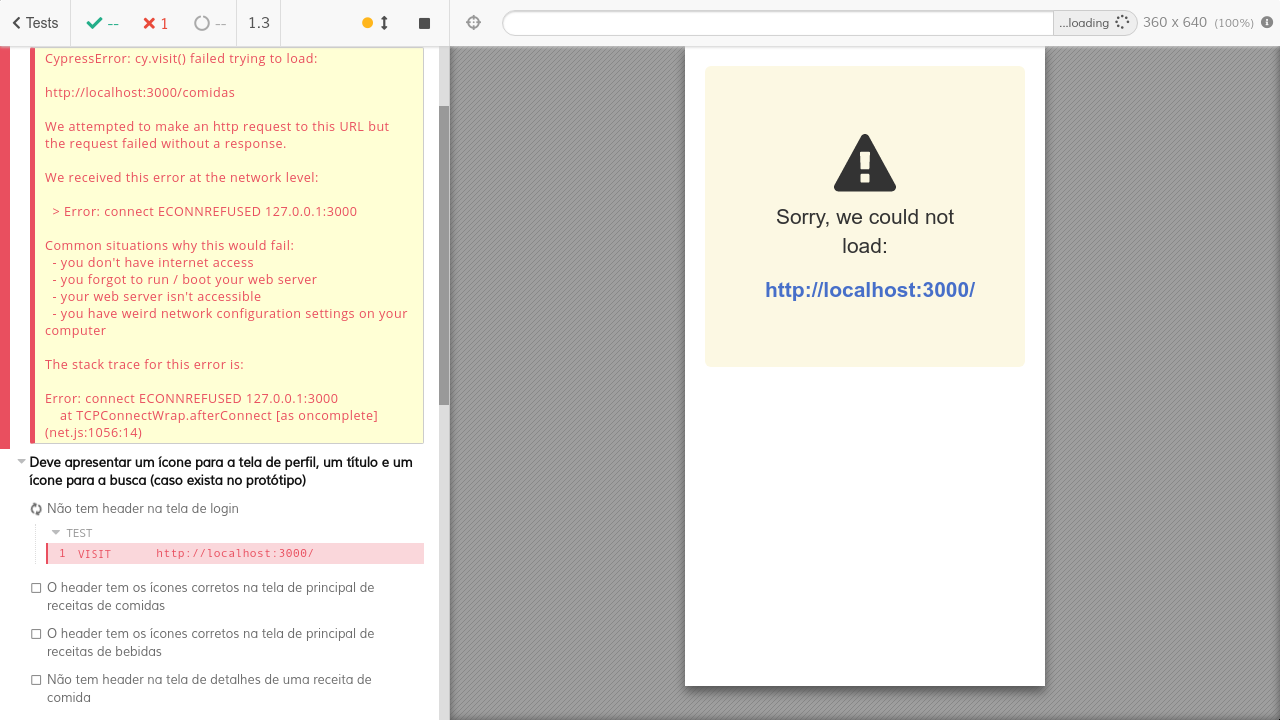 Tests
--
1
--
1.3
...loading
360 x 640 (100%)
CypressError: cy.visit() failed trying to load:
http://localhost:3000/comidas
We attempted to make an http request to this URL but
the request failed without a response.
We received this error at the network level:
> Error: connect ECONNREFUSED 127.0.0.1:3000
Common situations why this would fail:
- you don't have internet access
- you forgot to run / boot your web server
- your web server isn't accessible
- you have weird network configuration settings on your
computer
The stack trace for this error is:
Error: connect ECONNREFUSED 127.0.0.1:3000
at TCPConnectWrap.afterConnect [as oncomplete]
(net.js:1056:14)
Deve apresentar um ícone para a tela de perfil, um título e um
ícone para a busca (caso exista no protótipo)
Não tem header na tela de login
TEST
1 VISIT http://localhost:3000/
O header tem os ícones corretos na tela de principal de
receitas de comidas
O header tem os ícones corretos na tela de principal de
receitas de bebidas
Não tem header na tela de detalhes de uma receita de
comida
Sorry, we could not
load:
http://localhost:3000/